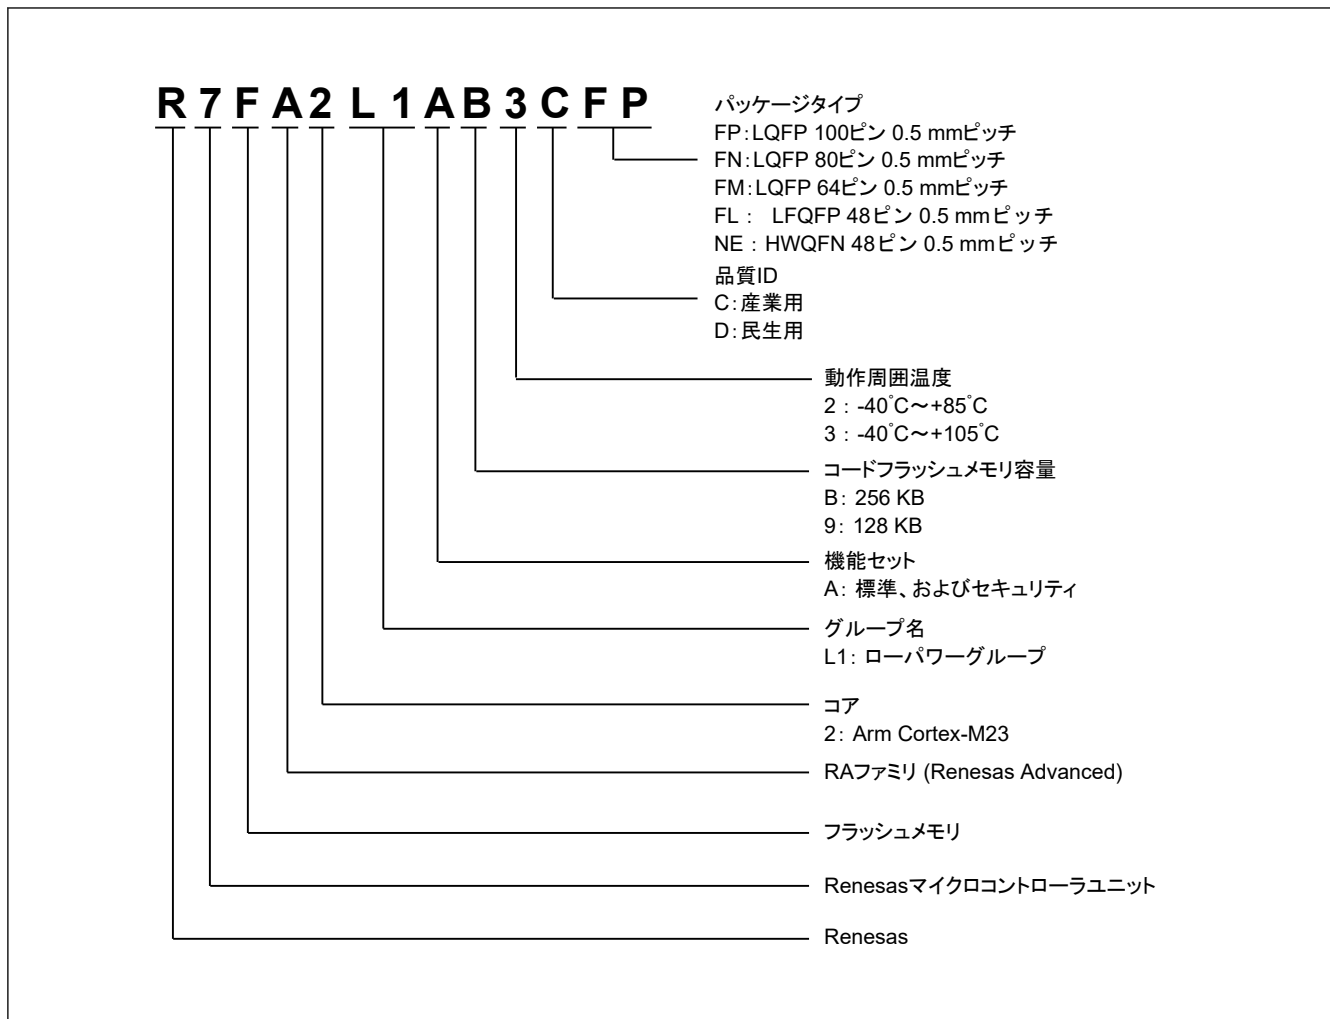 R 7 F A 2 L 1 A B 3 C F P
パッケージタイプ
FP：LQFP 100ピン 0.5 mmピッチ
FN：LQFP 80ピン 0.5 mmピッチ
FM：LQFP 64ピン 0.5 mmピッチ
FL： LFQFP 48ピン 0.5 mmピッチ
NE：HWQFN 48ピン 0.5 mmピッチ
品質ID
C：産業用
D：民生用
動作周囲温度
2：-40˚C～+85˚C
3：-40˚C～+105˚C
コードフラッシュメモリ容量
B：256 KB
9：128 KB
機能セット
A：標準、およびセキュリティ
グループ名
L1：ローパワーグループ
コア
2：Arm Cortex-M23
RAファミリ (Renesas Advanced)
フラッシュメモリ
Renesasマイクロコントローラユニット
Renesas